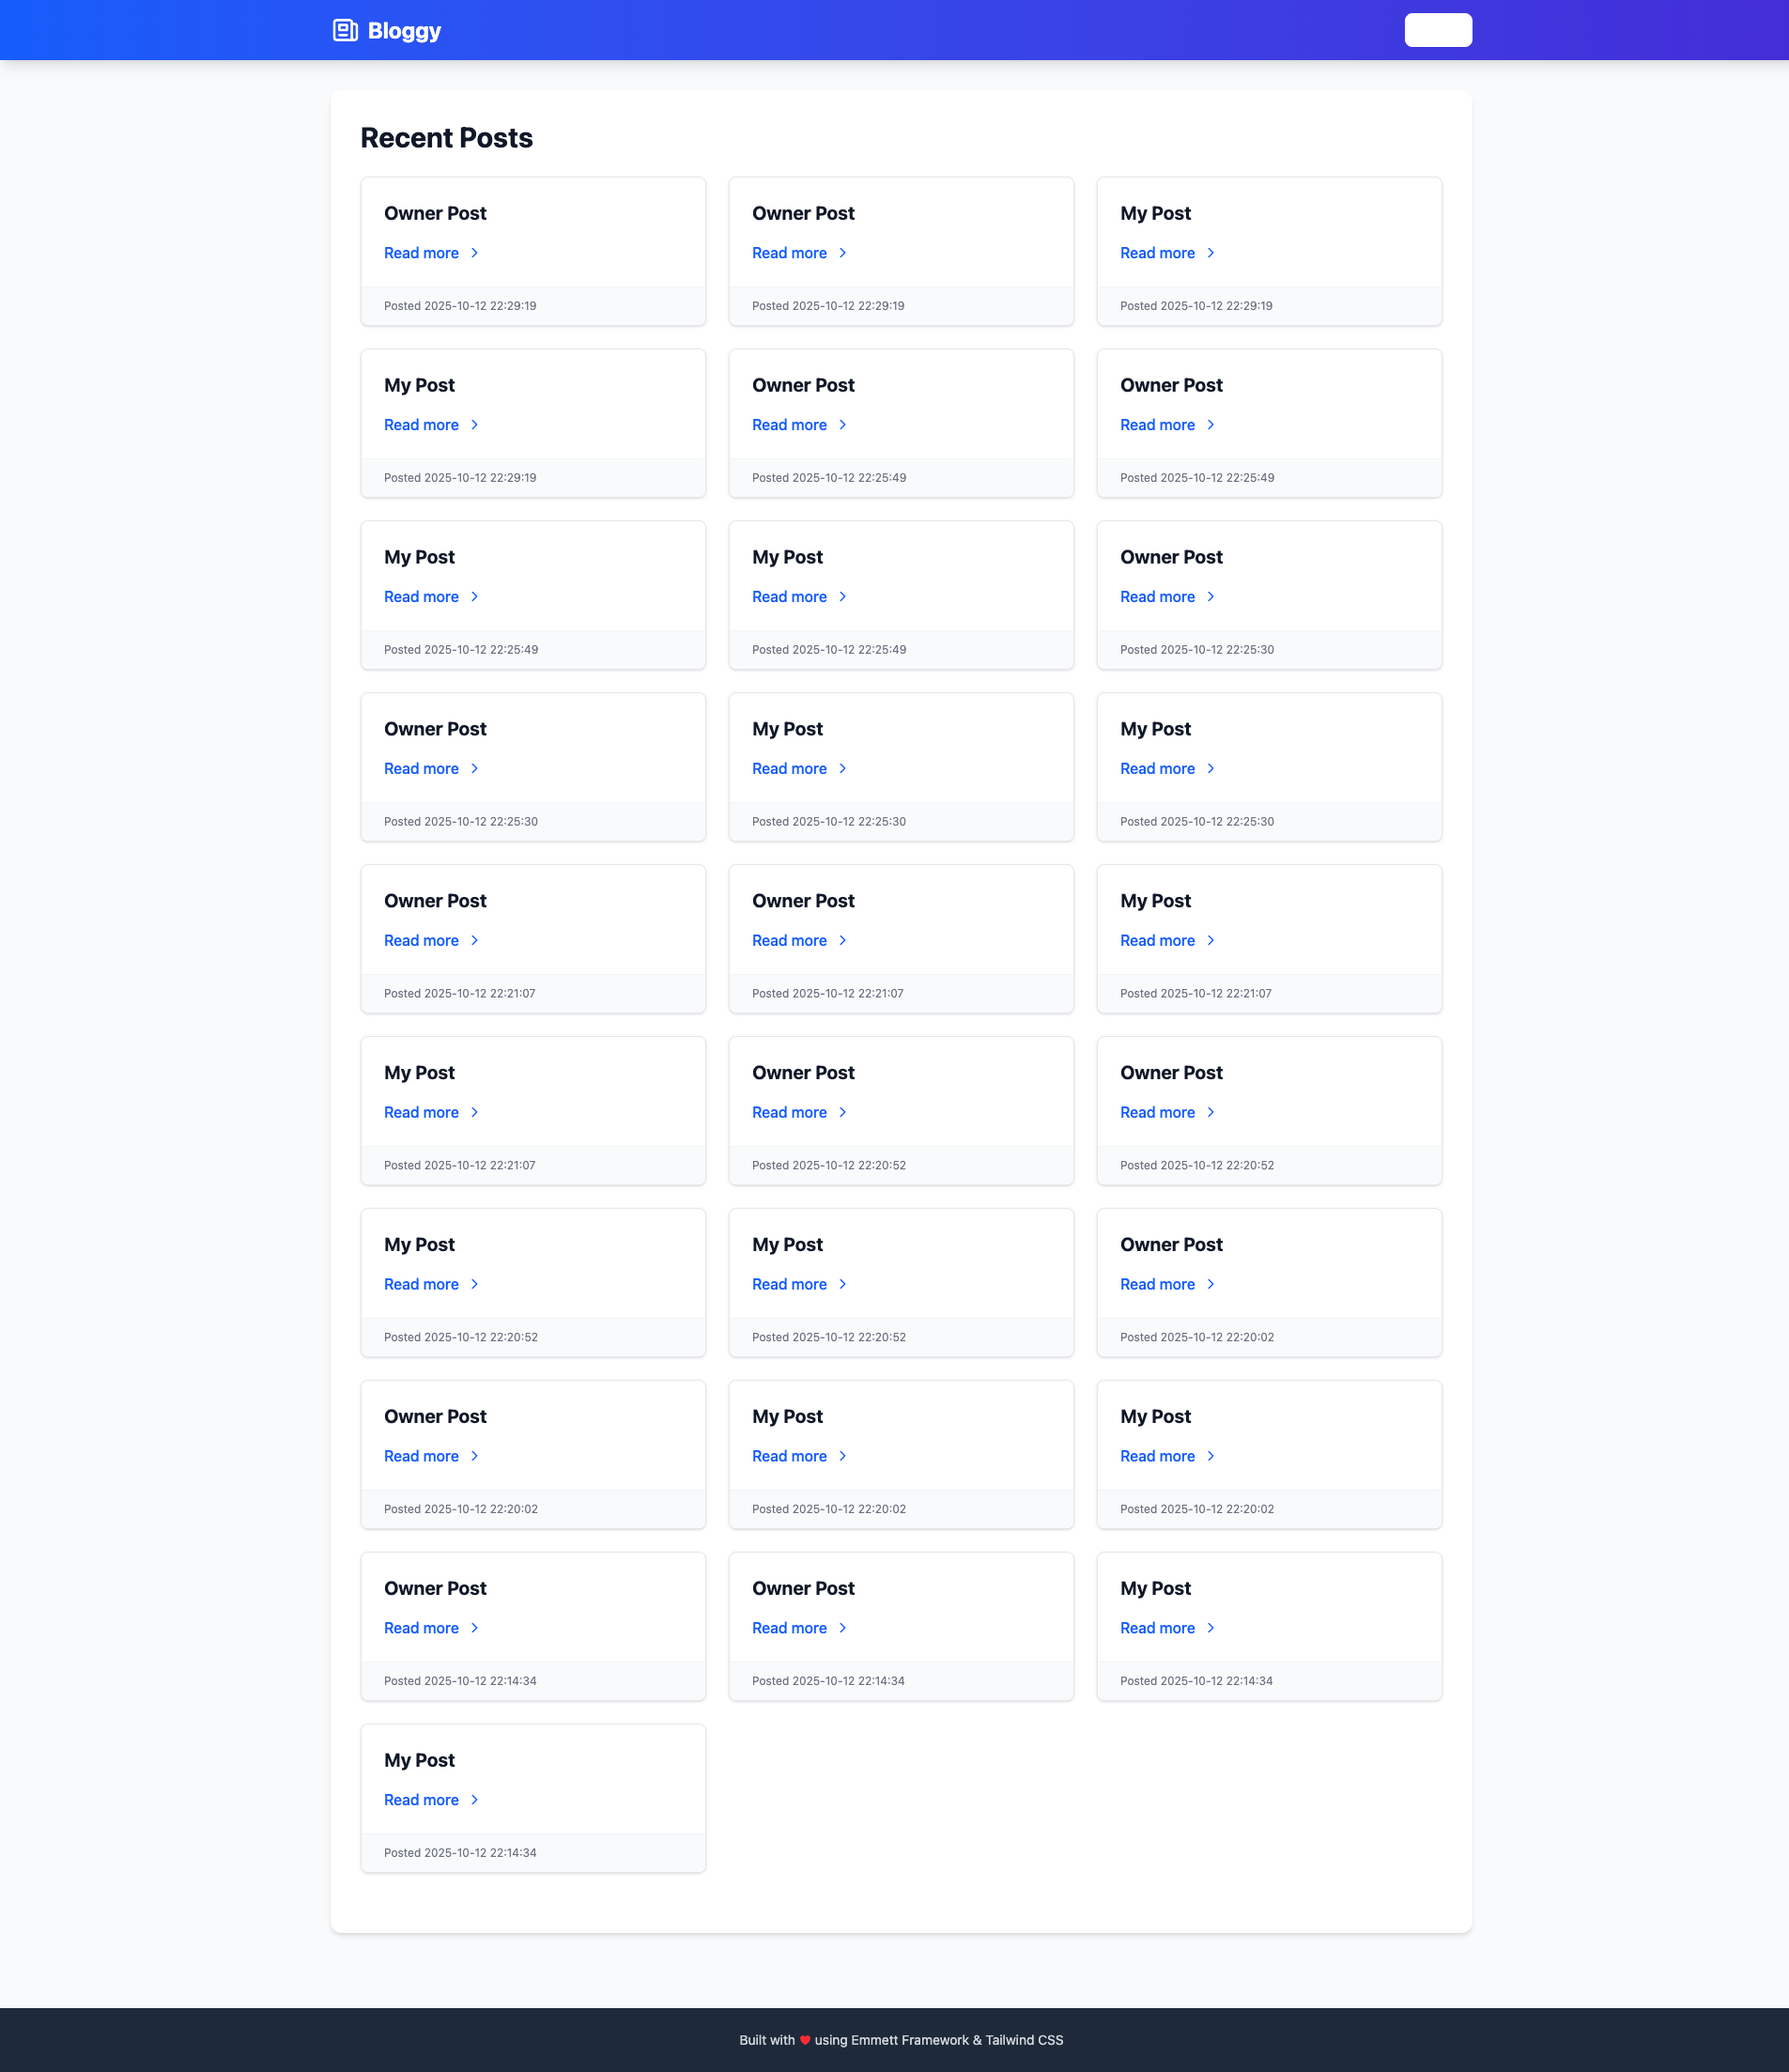 Bloggy
Recent Posts
Owner Post
Read more
Posted 2025-10-12 22:29:19
Owner Post
Read more
Posted 2025-10-12 22:29:19
My Post
Read more
Posted 2025-10-12 22:29:19
My Post
Read more
Posted 2025-10-12 22:29:19
Owner Post
Read more
Posted 2025-10-12 22:25:49
Owner Post
Read more
Posted 2025-10-12 22:25:49
My Post
Read more
Posted 2025-10-12 22:25:49
My Post
Read more
Posted 2025-10-12 22:25:49
Owner Post
Read more
Posted 2025-10-12 22:25:30
Owner Post
Read more
Posted 2025-10-12 22:25:30
My Post
Read more
Posted 2025-10-12 22:25:30
My Post
Read more
Posted 2025-10-12 22:25:30
Owner Post
Read more
Posted 2025-10-12 22:21:07
Owner Post
Read more
Posted 2025-10-12 22:21:07
My Post
Read more
Posted 2025-10-12 22:21:07
My Post
Read more
Posted 2025-10-12 22:21:07
Owner Post
Read more
Posted 2025-10-12 22:20:52
Owner Post
Read more
Posted 2025-10-12 22:20:52
My Post
Read more
Posted 2025-10-12 22:20:52
My Post
Read more
Posted 2025-10-12 22:20:52
Owner Post
Read more
Posted 2025-10-12 22:20:02
Owner Post
Read more
Posted 2025-10-12 22:20:02
My Post
Read more
Posted 2025-10-12 22:20:02
My Post
Read more
Posted 2025-10-12 22:20:02
Owner Post
Read more
Posted 2025-10-12 22:14:34
Owner Post
Read more
Posted 2025-10-12 22:14:34
My Post
Read more
Posted 2025-10-12 22:14:34
My Post
Read more
Posted 2025-10-12 22:14:34
Built with ❤ using Emmett Framework & Tailwind CSS